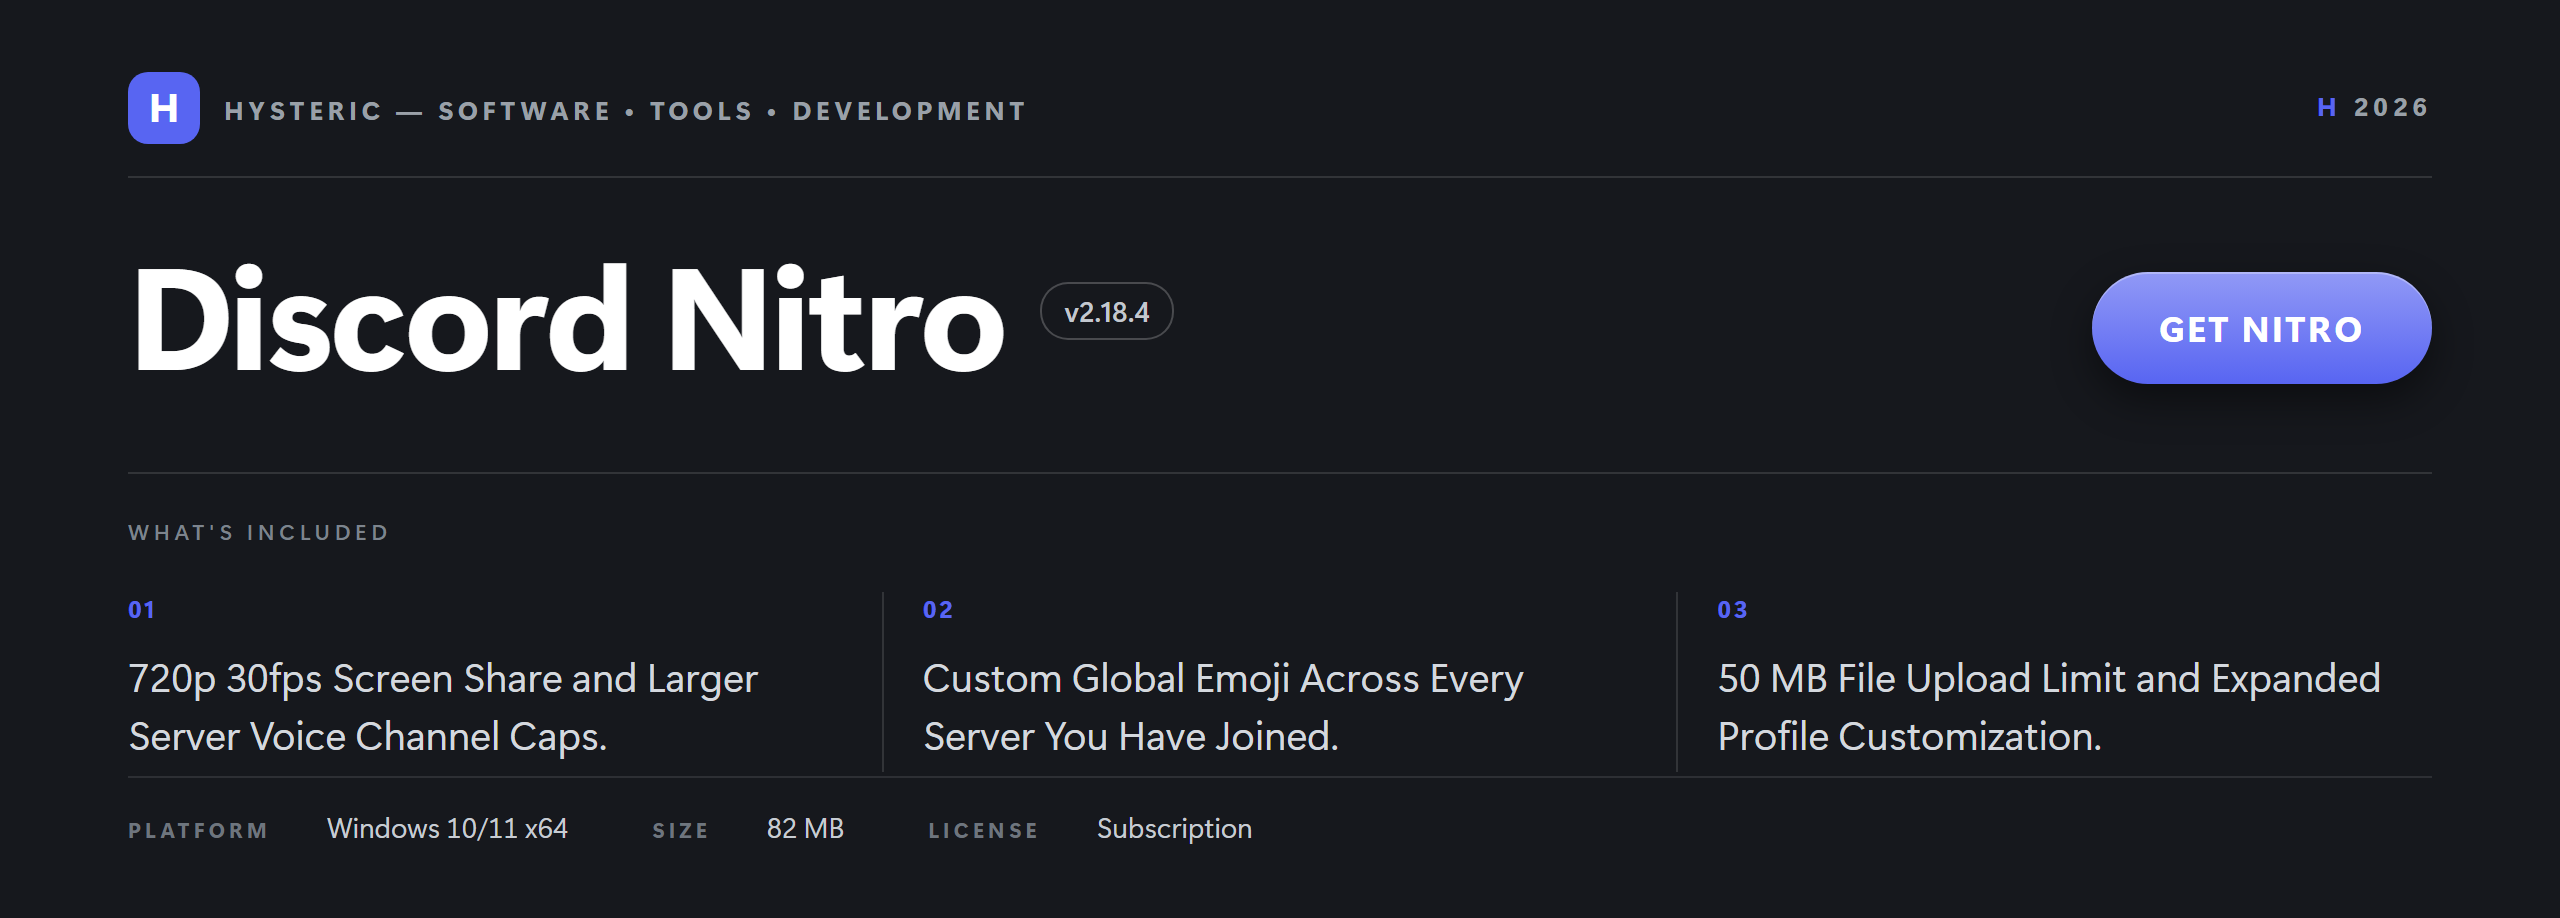 H HYSTERIC — SOFTWARE • TOOLS • DEVELOPMENT
H 2026
Discord Nitro
v2.18.4
GET NITRO
WHAT'S INCLUDED
01
720p 30fps Screen Share and Larger
Server Voice Channel Caps.
02
Custom Global Emoji Across Every
Server You Have Joined.
03
50 MB File Upload Limit and Expanded
Profile Customization.
PLATFORM Windows 10/11 x64 SIZE 82 MB LICENSE Subscription